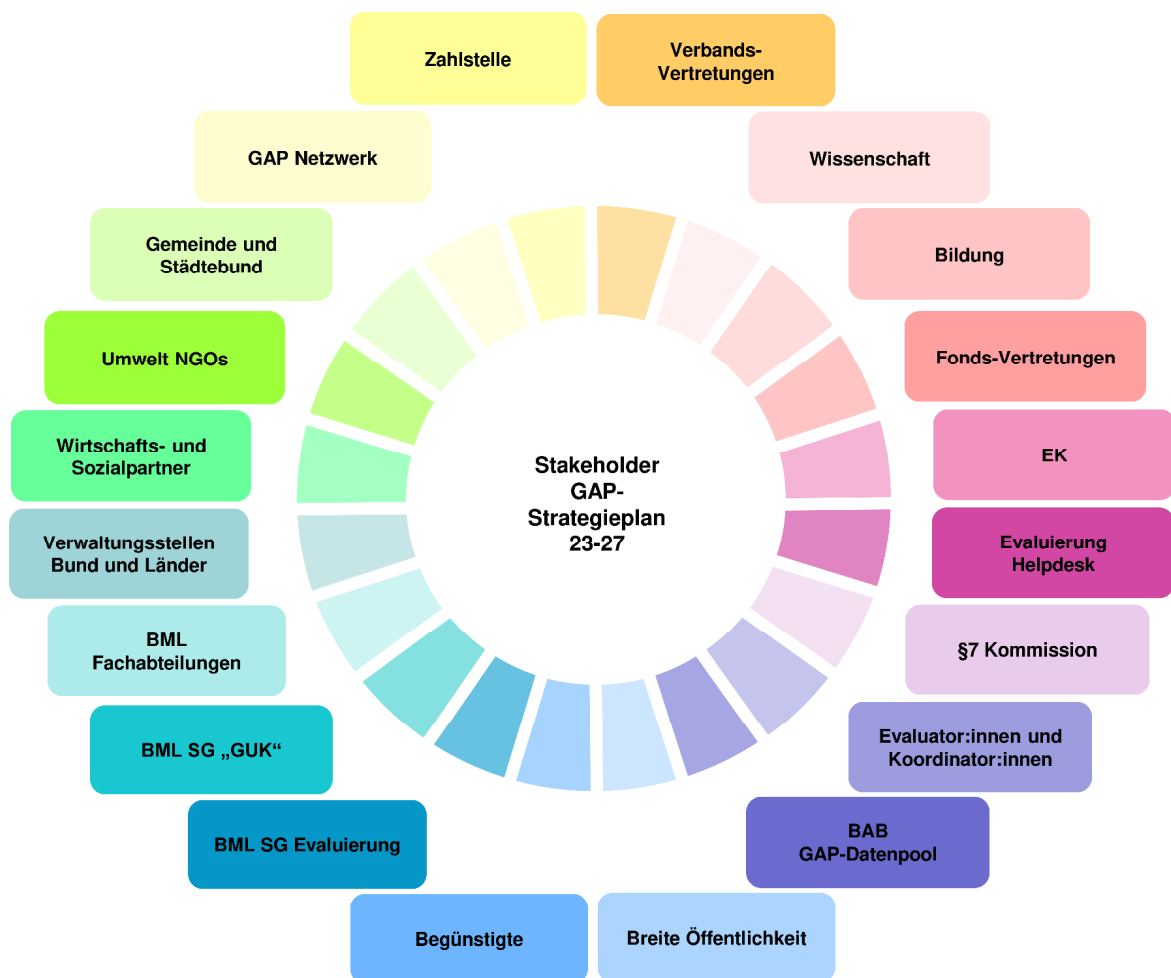 Zahlstelle
Verbands-
Vertretungen
Wissenschaft
Bildung
Fonds-Vertretungen
EK
Evaluierung
Helpdesk
§7 Kommission
Evaluator:innen und
Koordinator:innen
BAB
GAP-Datenpool
Breite Öffentlichkeit
Begünstigte
BML SG Evaluierung
BML SG „GUK“
BML
Fachabteilungen
Verwaltungsstellen
Bund und Länder
Wirtschafts- und
Sozialpartner
Umwelt NGOs
Gemeinde und
Städtebund
GAP Netzwerk
Stakeholder
GAP-
Strategieplan
23-27